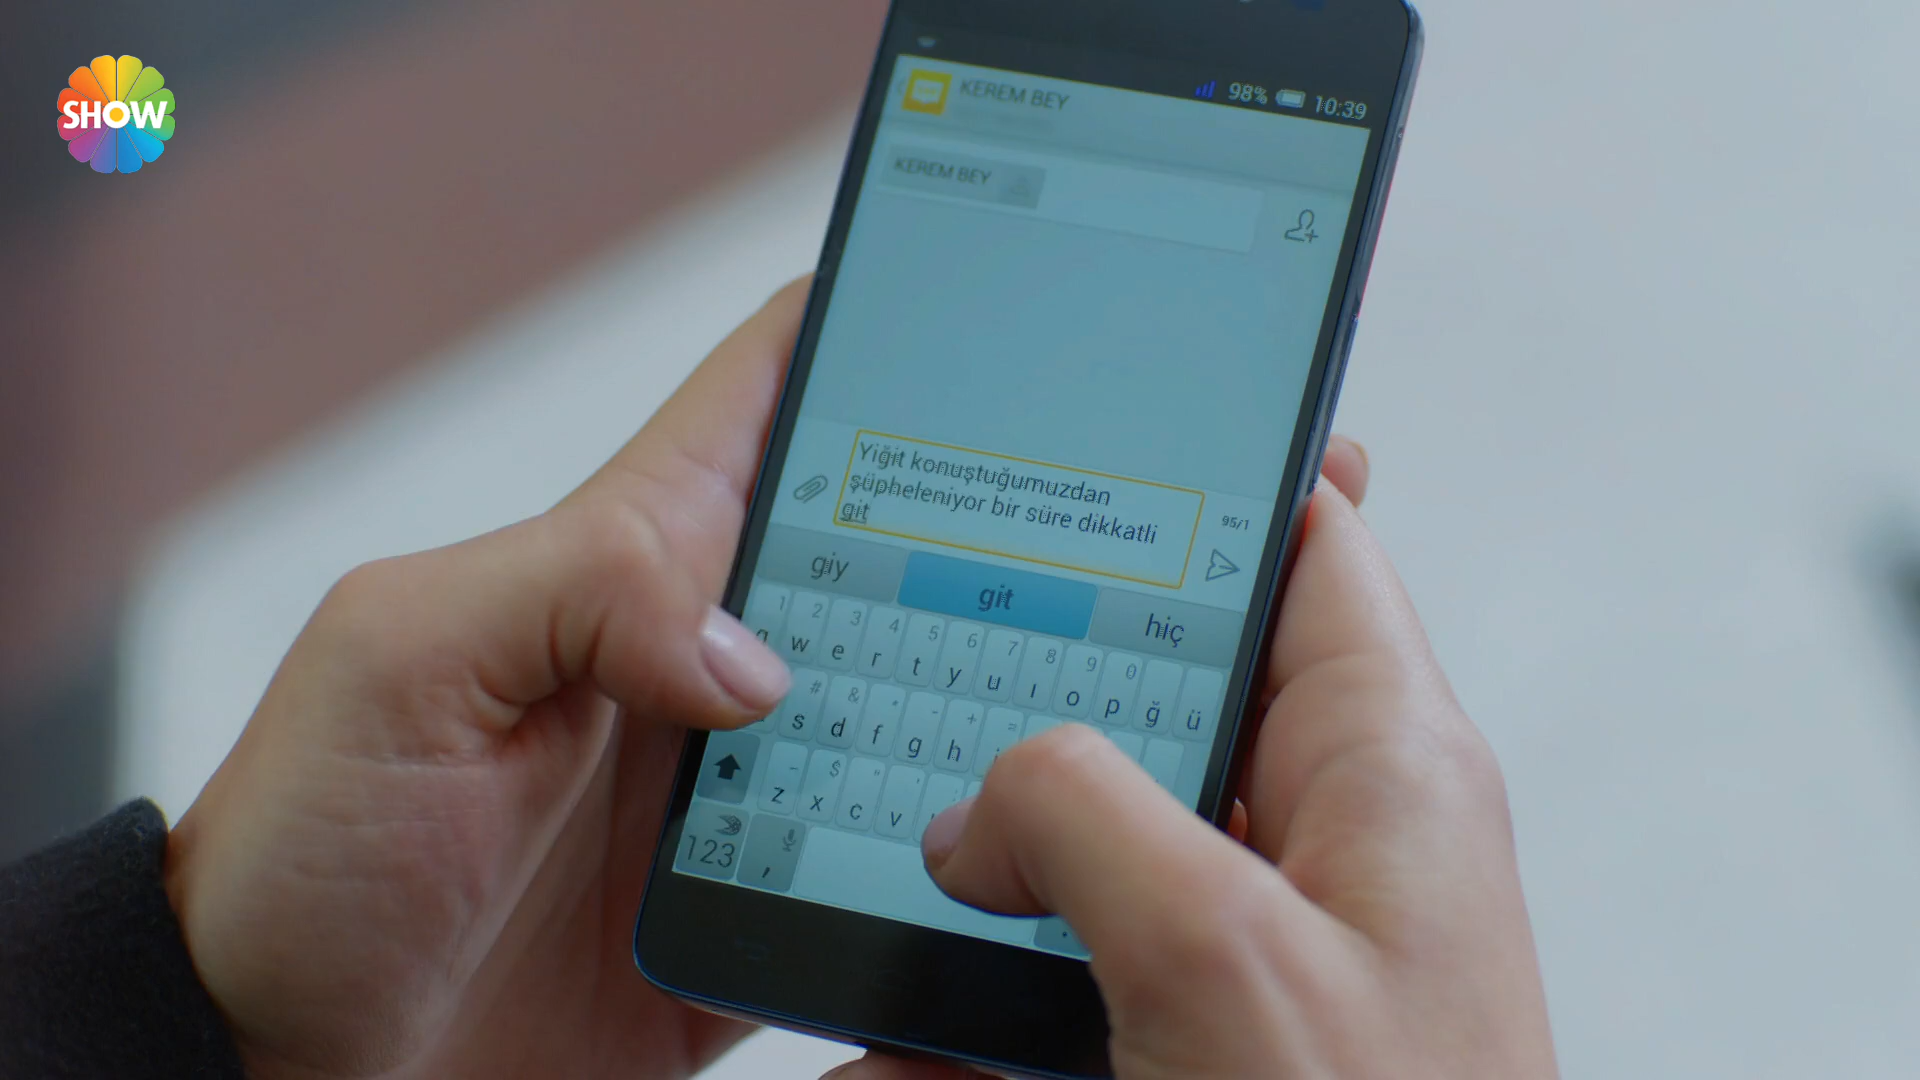 SHOW
98% 10:39
KEREM BEY
KEREM BEY
Yiğit konuştuğumuzdan
şüpheleniyor bir süre dikkatli
git
95/1
giy git hiç
1 2 3 4 5 6 7 8 9 0
q w e r t y u ı o p ğ ü
# & * - + =
s d f g h
- $ " '
z x c v
123 , .